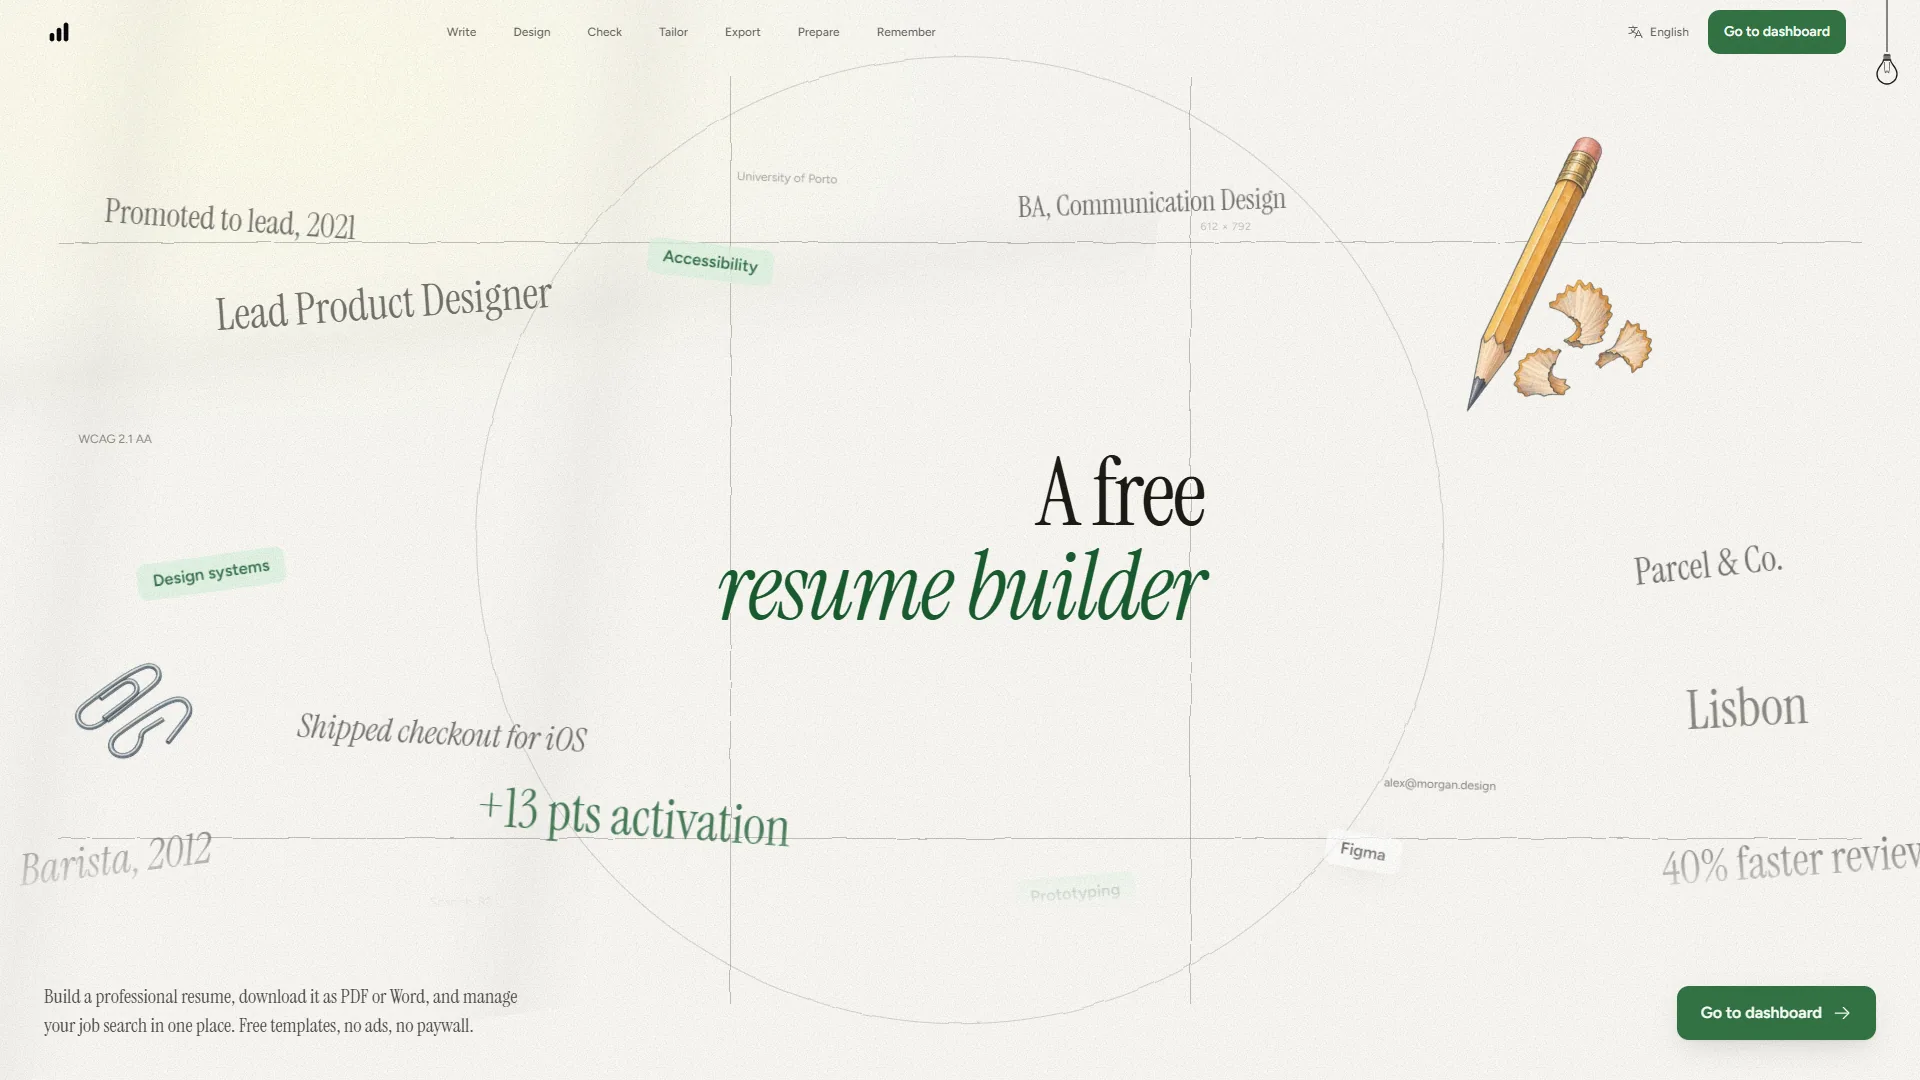 Write
Design
Check
Tailor
Export
Prepare
Remember
English
Go to dashboard
University of Porto
BA, Communication Design
612 × 792
Promoted to lead, 2021
Accessibility
Lead Product Designer
WCAG 2.1 AA
A free
resume builder
Design systems
Parcel & Co.
Lisbon
Shipped checkout for iOS
alex@morgan.design
+13 pts activation
Barista, 2012
Figma
40% faster review
Prototyping
Build a professional resume, download it as PDF or Word, and manage
your job search in one place. Free templates, no ads, no paywall.
Go to dashboard